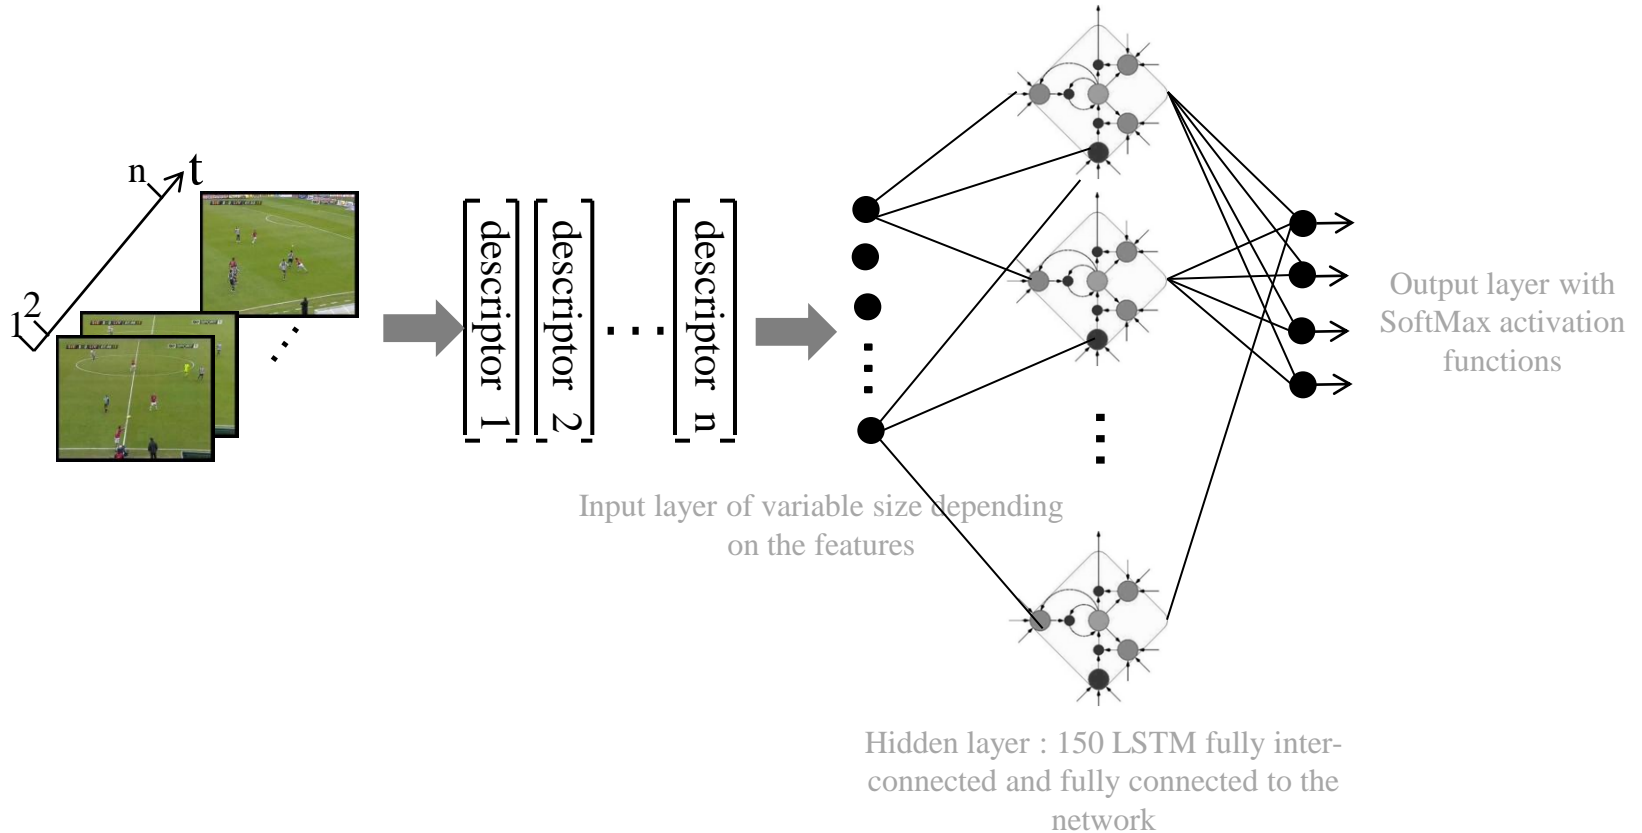 n
t
1
2
descriptor 1
descriptor 2
descriptor n
Input layer of variable size depending
on the features
Output layer with
SoftMax activation
functions
Hidden layer : 150 LSTM fully inter-
connected and fully connected to the
network